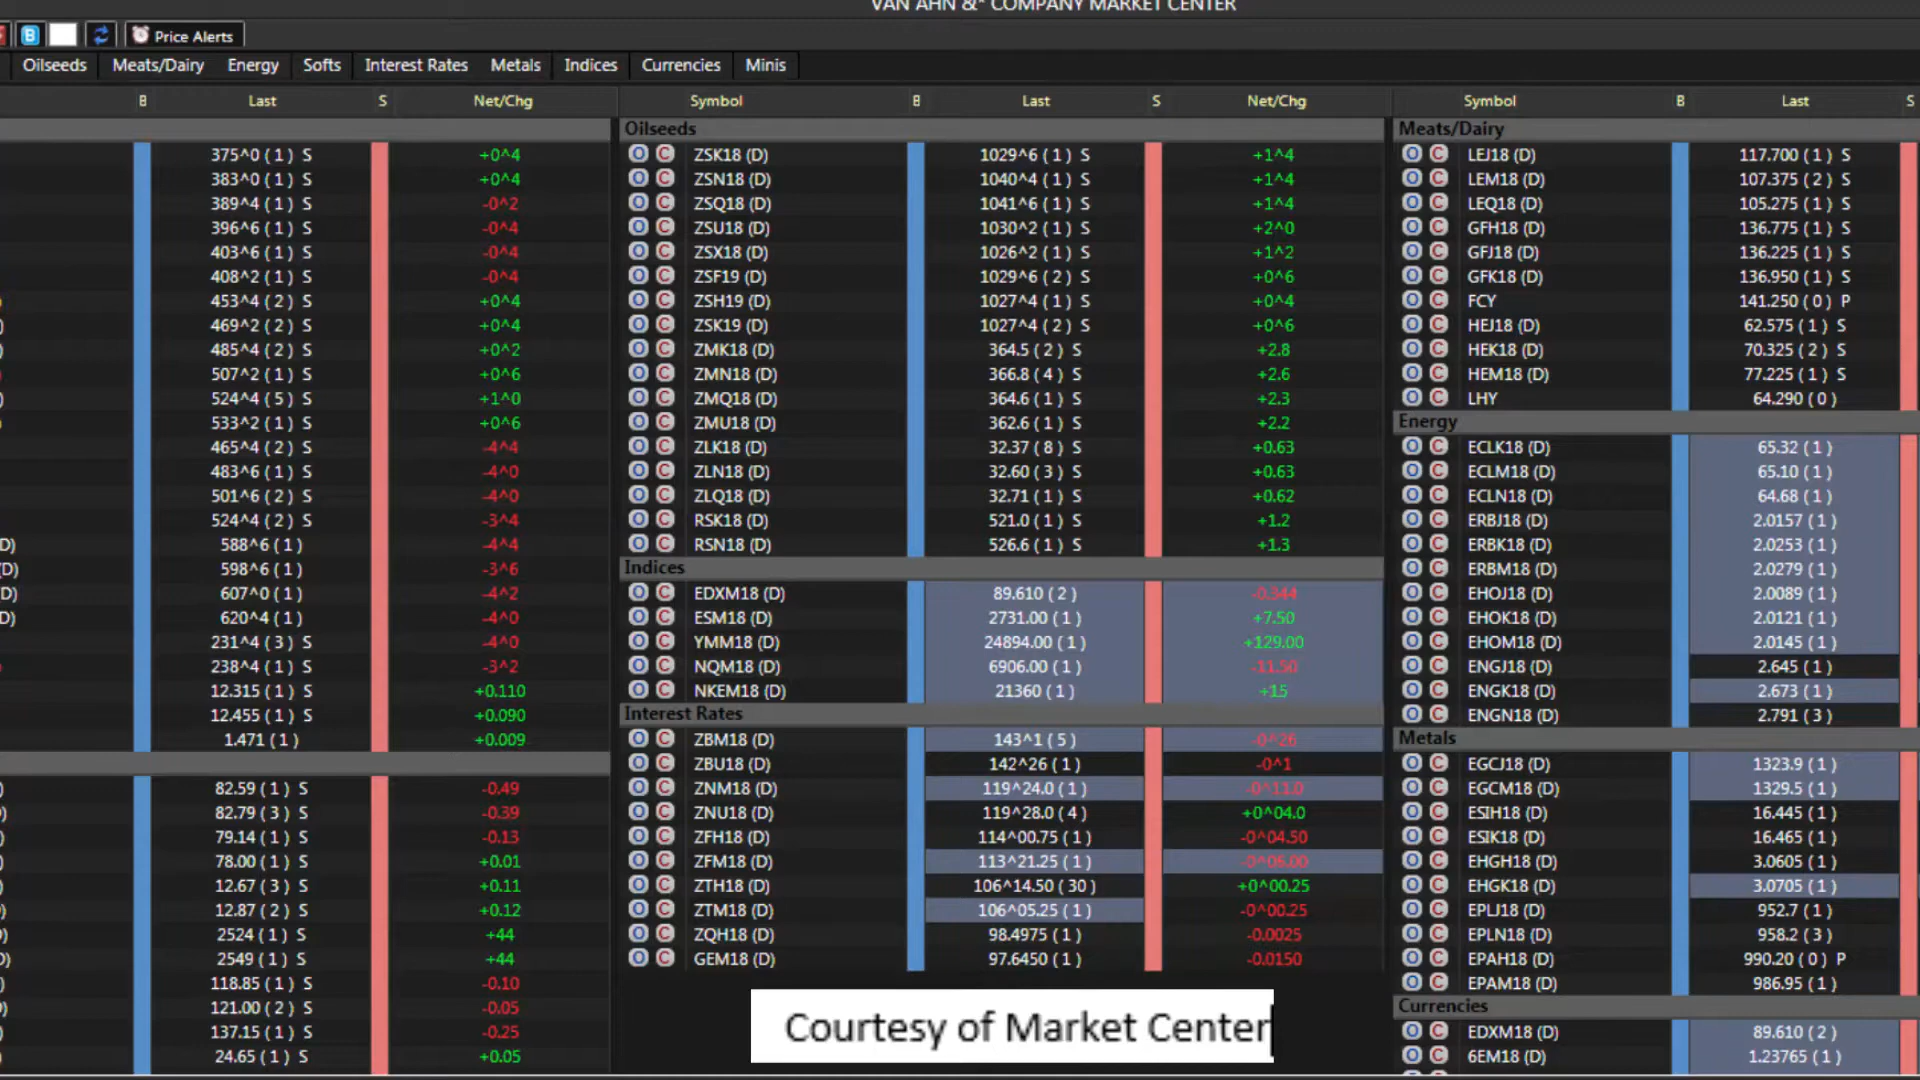 VAN AHN &* COMPANY MARKET CENTER
B Price Alerts
Oilseeds Meats/Dairy Energy Softs Interest Rates Metals Indices Currencies Minis
B Last S Net/Chg
375^0 ( 1 ) S +0^4
383^0 ( 1 ) S +0^4
389^4 ( 1 ) S -0^2
396^6 ( 1 ) S -0^4
403^6 ( 1 ) S -0^4
408^2 ( 1 ) S -0^4
453^4 ( 2 ) S +0^4
469^2 ( 2 ) S +0^4
485^4 ( 2 ) S +0^2
507^2 ( 1 ) S +0^6
524^4 ( 5 ) S +1^0
533^2 ( 1 ) S +0^6
465^4 ( 2 ) S -4^4
483^6 ( 1 ) S -4^0
501^6 ( 2 ) S -4^0
524^4 ( 2 ) S -3^4
D) 588^6 ( 1 ) -4^4
(D) 598^6 ( 1 ) -3^6
D) 607^0 ( 1 ) -4^2
D) 620^4 ( 1 ) -4^0
231^4 ( 3 ) S -4^0
238^4 ( 1 ) S -3^2
12.315 ( 1 ) S +0.110
12.455 ( 1 ) S +0.090
1.471 ( 1 ) +0.009
82.59 ( 1 ) S -0.49
82.79 ( 3 ) S -0.39
79.14 ( 1 ) S -0.13
78.00 ( 1 ) S +0.01
12.67 ( 3 ) S +0.11
12.87 ( 2 ) S +0.12
2524 ( 1 ) S +44
2549 ( 1 ) S +44
118.85 ( 1 ) S -0.10
121.00 ( 2 ) S -0.05
137.15 ( 1 ) S -0.25
24.65 ( 1 ) S +0.05
Symbol B Last S Net/Chg
Oilseeds
O C ZSK18 (D) 1029^6 ( 1 ) S +1^4
O C ZSN18 (D) 1040^4 ( 1 ) S +1^4
O C ZSQ18 (D) 1041^6 ( 1 ) S +1^4
O C ZSU18 (D) 1030^2 ( 1 ) S +2^0
O C ZSX18 (D) 1026^2 ( 1 ) S +1^2
O C ZSF19 (D) 1029^6 ( 2 ) S +0^6
O C ZSH19 (D) 1027^4 ( 1 ) S +0^4
O C ZSK19 (D) 1027^4 ( 2 ) S +0^6
O C ZMK18 (D) 364.5 ( 2 ) S +2.8
O C ZMN18 (D) 366.8 ( 4 ) S +2.6
O C ZMQ18 (D) 364.6 ( 1 ) S +2.3
O C ZMU18 (D) 362.6 ( 1 ) S +2.2
O C ZLK18 (D) 32.37 ( 8 ) S +0.63
O C ZLN18 (D) 32.60 ( 3 ) S +0.63
O C ZLQ18 (D) 32.71 ( 1 ) S +0.62
O C RSK18 (D) 521.0 ( 1 ) S +1.2
O C RSN18 (D) 526.6 ( 1 ) S +1.3
Indices
O C EDXM18 (D) 89.610 ( 2 ) -0.344
O C ESM18 (D) 2731.00 ( 1 ) +7.50
O C YMM18 (D) 24894.00 ( 1 ) +129.00
O C NQM18 (D) 6906.00 ( 1 ) -11.50
O C NKEM18 (D) 21360 ( 1 ) +15
Interest Rates
O C ZBM18 (D) 143^1 ( 5 ) -0^26
O C ZBU18 (D) 142^26 ( 1 ) -0^1
O C ZNM18 (D) 119^24.0 ( 1 ) -0^11.0
O C ZNU18 (D) 119^28.0 ( 4 ) +0^04.0
O C ZFH18 (D) 114^00.75 ( 1 ) -0^04.50
O C ZFM18 (D) 113^21.25 ( 1 )
O C ZTH18 (D) 106^14.50 ( 30 ) +0^00.25
O C ZTM18 (D) 106^05.25 ( 1 ) -0^00.25
O C ZQH18 (D) 98.4975 ( 1 ) -0.0025
O C GEM18 (D) 97.6450 ( 1 ) -0.0150
Courtesy of Market Center
Symbol B Last S
Meats/Dairy
O C LEJ18 (D) 117.700 ( 1 ) S
O C LEM18 (D) 107.375 ( 2 ) S
O C LEQ18 (D) 105.275 ( 1 ) S
O C GFH18 (D) 136.775 ( 1 ) S
O C GFJ18 (D) 136.225 ( 1 ) S
O C GFK18 (D) 136.950 ( 1 ) S
O C FCY 141.250 ( 0 ) P
O C HEJ18 (D) 62.575 ( 1 ) S
O C HEK18 (D) 70.325 ( 2 ) S
O C HEM18 (D) 77.225 ( 1 ) S
O C LHY 64.290 ( 0 )
Energy
O C ECLK18 (D) 65.32 ( 1 )
O C ECLM18 (D) 65.10 ( 1 )
O C ECLN18 (D) 64.68 ( 1 )
O C ERBJ18 (D) 2.0157 ( 1 )
O C ERBK18 (D) 2.0253 ( 1 )
O C ERBM18 (D) 2.0279 ( 1 )
O C EHOJ18 (D) 2.0089 ( 1 )
O C EHOK18 (D) 2.0121 ( 1 )
O C EHOM18 (D) 2.0145 ( 1 )
O C ENGJ18 (D) 2.645 ( 1 )
O C ENGK18 (D) 2.673 ( 1 )
O C ENGN18 (D) 2.791 ( 3 )
Metals
O C EGCJ18 (D) 1323.9 ( 1 )
O C EGCM18 (D) 1329.5 ( 1 )
O C ESIH18 (D) 16.445 ( 1 )
O C ESIK18 (D) 16.465 ( 1 )
O C EHGH18 (D) 3.0605 ( 1 )
O C EHGK18 (D) 3.0705 ( 1 )
O C EPLJ18 (D) 952.7 ( 1 )
O C EPLN18 (D) 958.2 ( 3 )
O C EPAH18 (D) 990.20 ( 0 ) P
O C EPAM18 (D) 986.95 ( 1 )
Currencies
O C EDXM18 (D) 89.610 ( 2 )
O C 6EM18 (D) 1.23765 ( 1 )